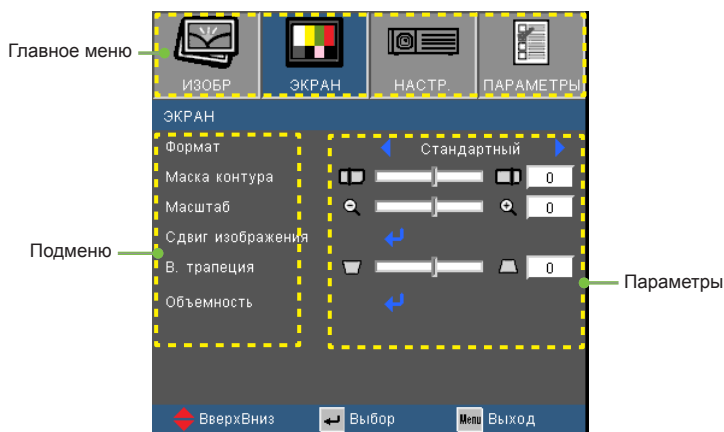 Главное меню
ИЗОБР ЭКРАН НАСТР. ПАРАМЕТРЫ
ЭКРАН
Формат Стандартный
Маска контура 0
Масштаб 0
Сдвиг изображения
Подменю
В. трапеция 0
Параметры
Объемность
ВверхВниз Выбор Menu Выход